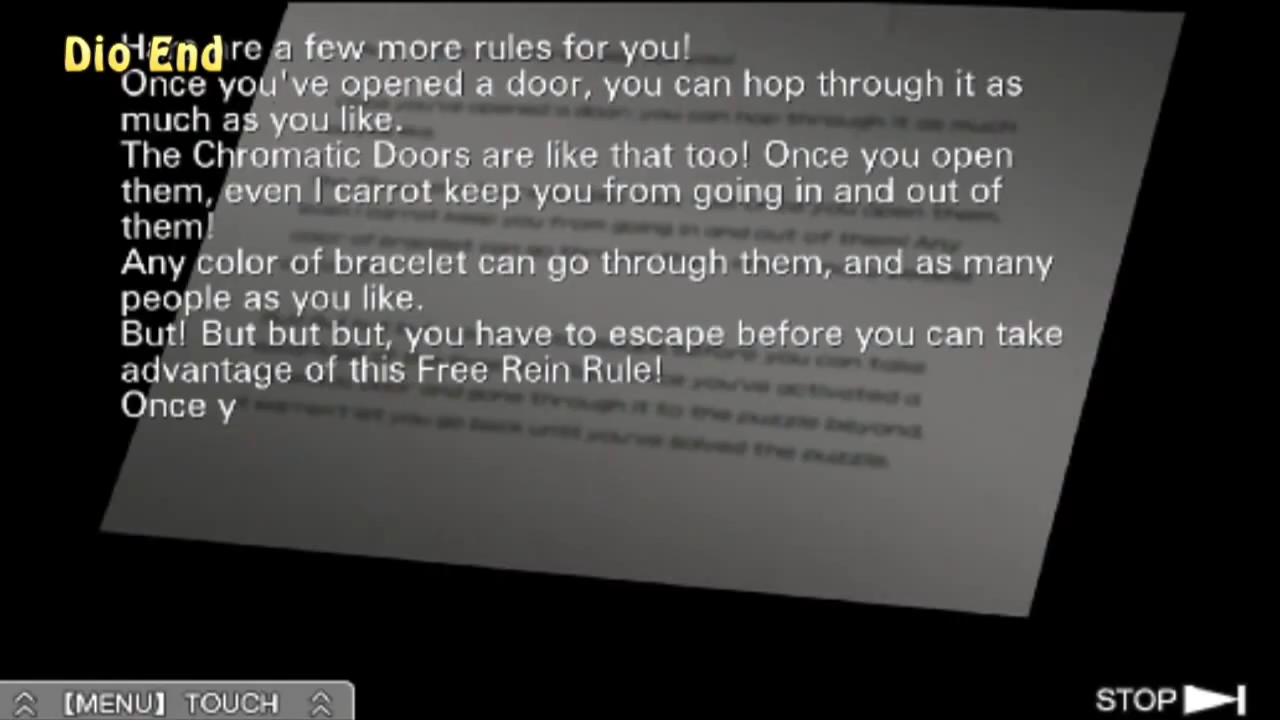 Dio End
Here are a few more rules for you!
Once you've opened a door, you can hop through it as
much as you like.
The Chromatic Doors are like that too! Once you open
them, even I carrot keep you from going in and out of
them!
Any color of bracelet can go through them, and as many
people as you like.
But! But but but, you have to escape before you can take
advantage of this Free Rein Rule!
Once y
[MENU] TOUCH
STOP